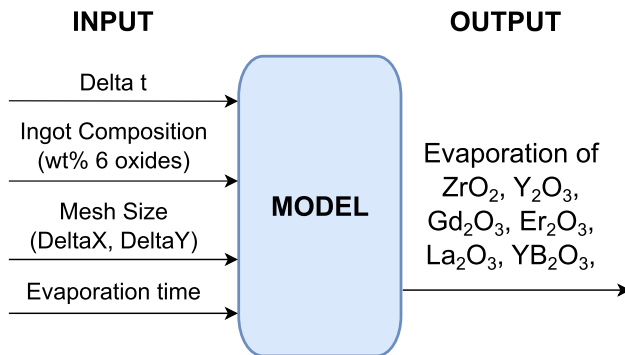 INPUT
OUTPUT
Delta t
Ingot Composition
(wt% 6 oxides)
Mesh Size
(DeltaX, DeltaY)
Evaporation time
MODEL
Evaporation of
ZrO₂, Y₂O₃,
Gd₂O₃, Er₂O₃,
La₂O₃, YB₂O₃,